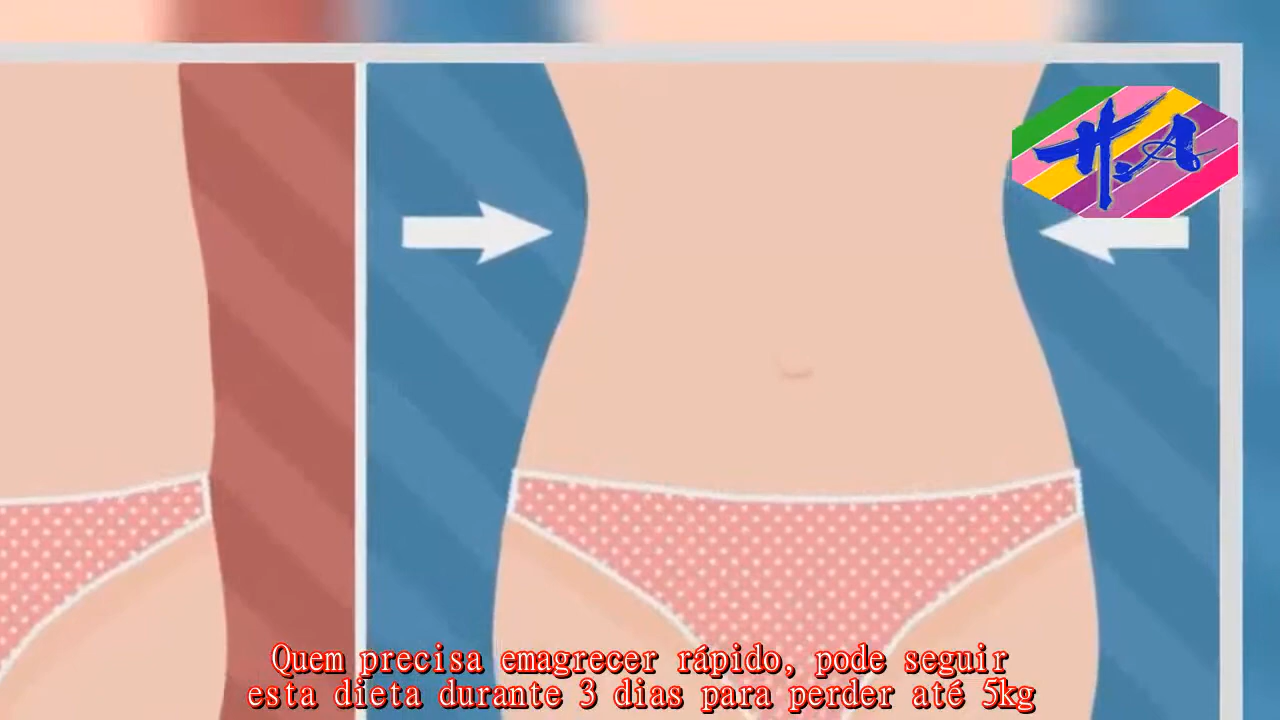 H.A
Quem precisa emagrecer rápido, pode seguir
esta dieta durante 3 dias para perder até 5kg